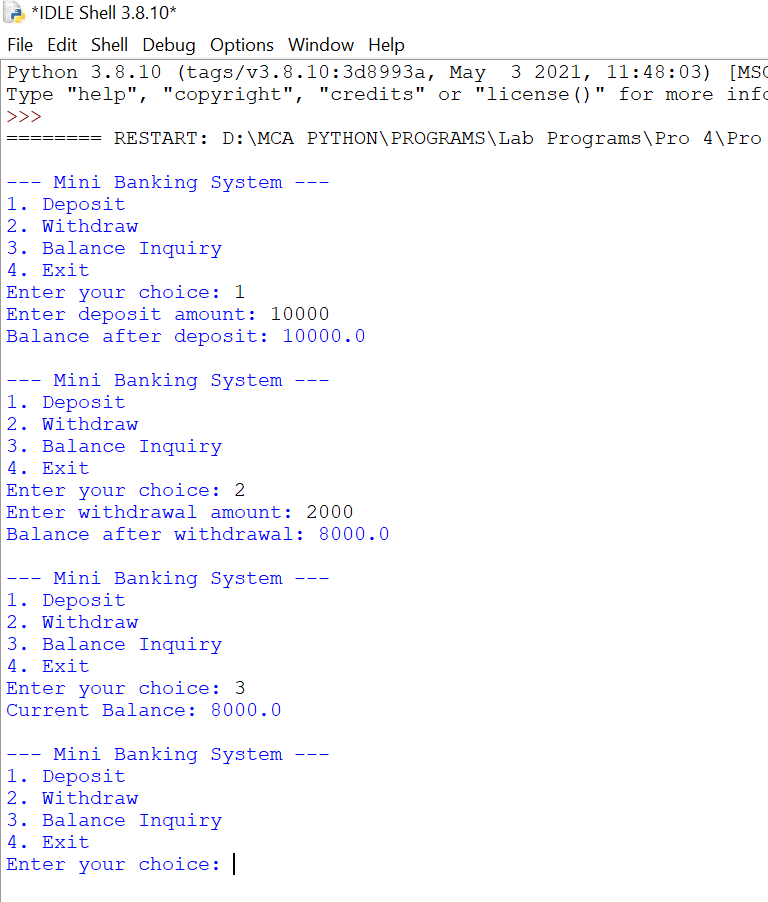 *IDLE Shell 3.8.10*
File Edit Shell Debug Options Window Help
Python 3.8.10 (tags/v3.8.10:3d8993a, May  3 2021, 11:48:03) [MSC
Type "help", "copyright", "credits" or "license()" for more info
>>>
======== RESTART: D:\MCA PYTHON\PROGRAMS\Lab Programs\Pro 4\Pro
--- Mini Banking System ---
1. Deposit
2. Withdraw
3. Balance Inquiry
4. Exit
Enter your choice: 1
Enter deposit amount: 10000
Balance after deposit: 10000.0
--- Mini Banking System ---
1. Deposit
2. Withdraw
3. Balance Inquiry
4. Exit
Enter your choice: 2
Enter withdrawal amount: 2000
Balance after withdrawal: 8000.0
--- Mini Banking System ---
1. Deposit
2. Withdraw
3. Balance Inquiry
4. Exit
Enter your choice: 3
Current Balance: 8000.0
--- Mini Banking System ---
1. Deposit
2. Withdraw
3. Balance Inquiry
4. Exit
Enter your choice: